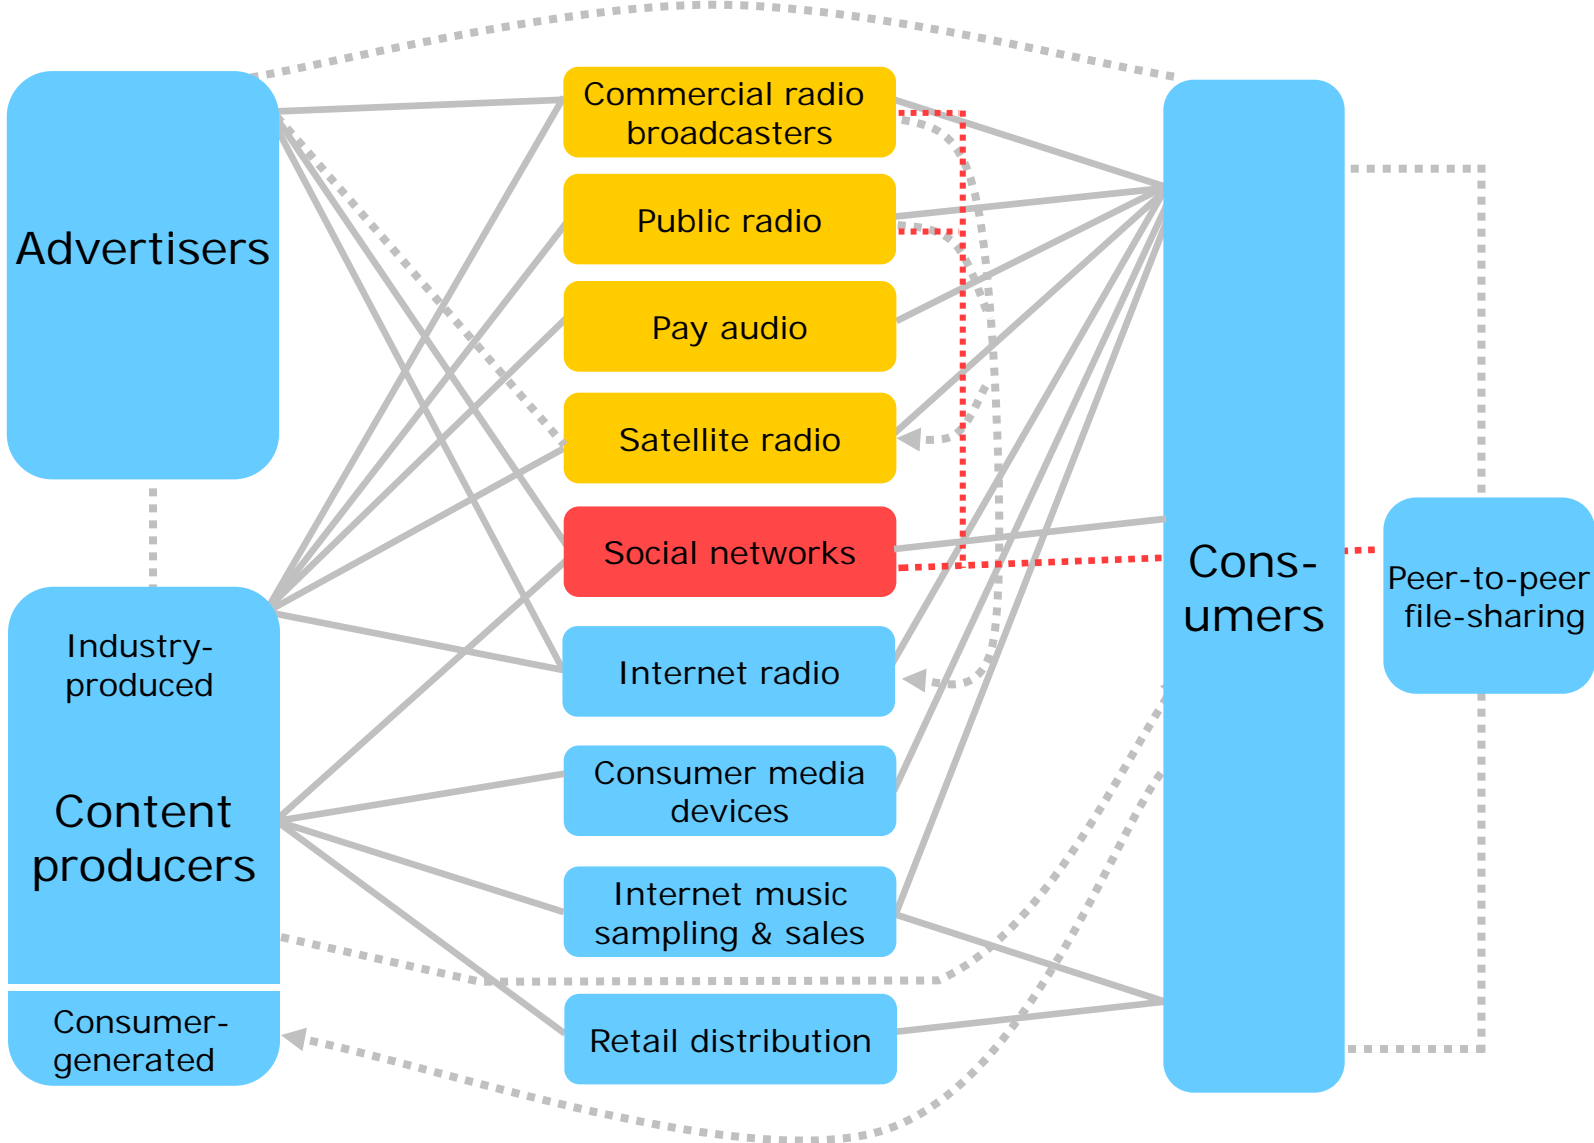 Advertisers
Industry-
produced
Content
producers
Consumer-
generated
Commercial radio
broadcasters
Public radio
Pay audio
Satellite radio
Social networks
Internet radio
Consumer media
devices
Internet music
sampling & sales
Retail distribution
Cons-
umers
Peer-to-peer
file-sharing